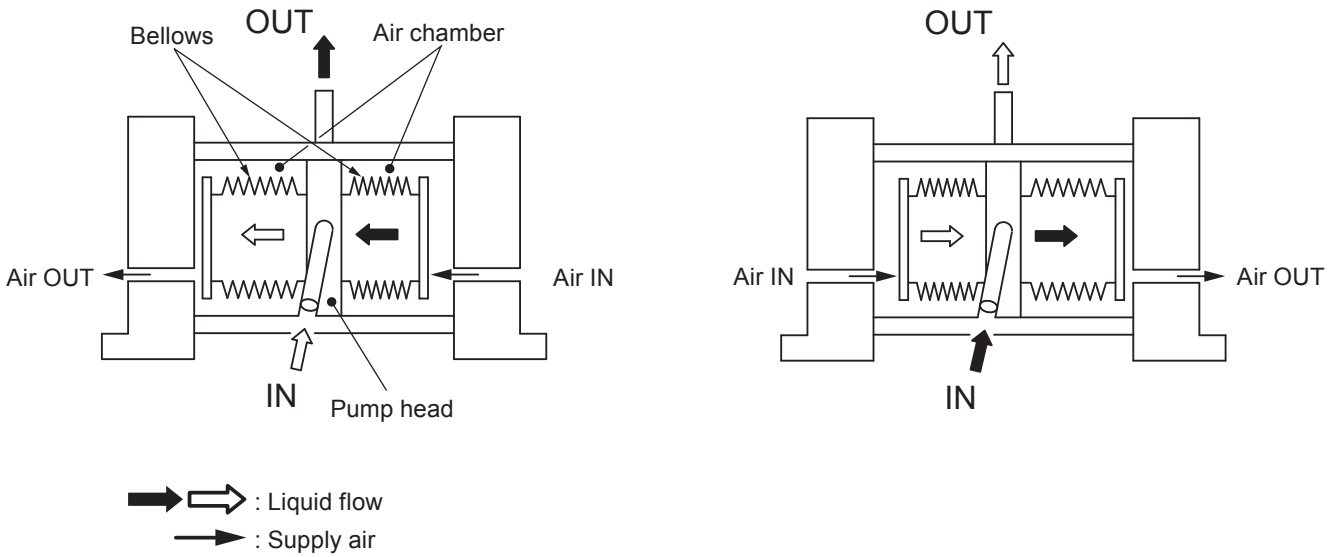 OUT
Bellows
Air chamber
Air OUT
Air IN
IN
Pump head
OUT
Air IN
Air OUT
IN
: Liquid flow
: Supply air